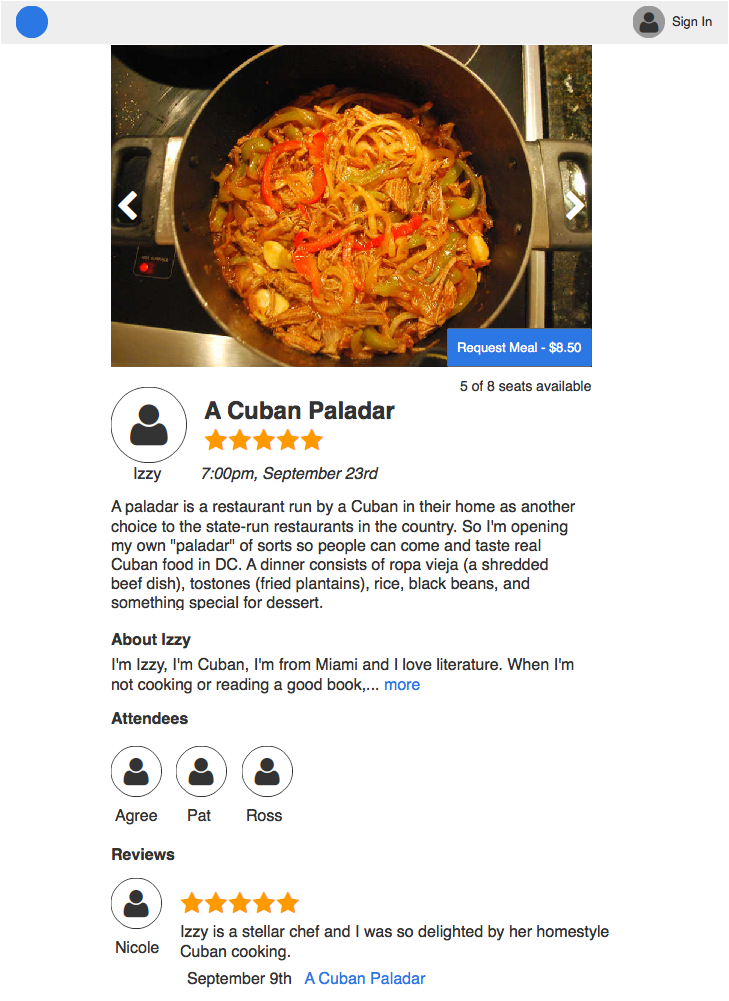 Sign In
Request Meal - $8.50
5 of 8 seats available
A Cuban Paladar
Izzy
7:00pm, September 23rd
A paladar is a restaurant run by a Cuban in their home as another
choice to the state-run restaurants in the country. So I'm opening
my own "paladar" of sorts so people can come and taste real
Cuban food in DC. A dinner consists of ropa vieja (a shredded
beef dish), tostones (fried plantains), rice, black beans, and
something special for dessert.
About Izzy
I'm Izzy, I'm Cuban, I'm from Miami and I love literature. When I'm
not cooking or reading a good book,... more
Attendees
Agree Pat Ross
Reviews
Nicole
Izzy is a stellar chef and I was so delighted by her homestyle
Cuban cooking.
September 9th A Cuban Paladar